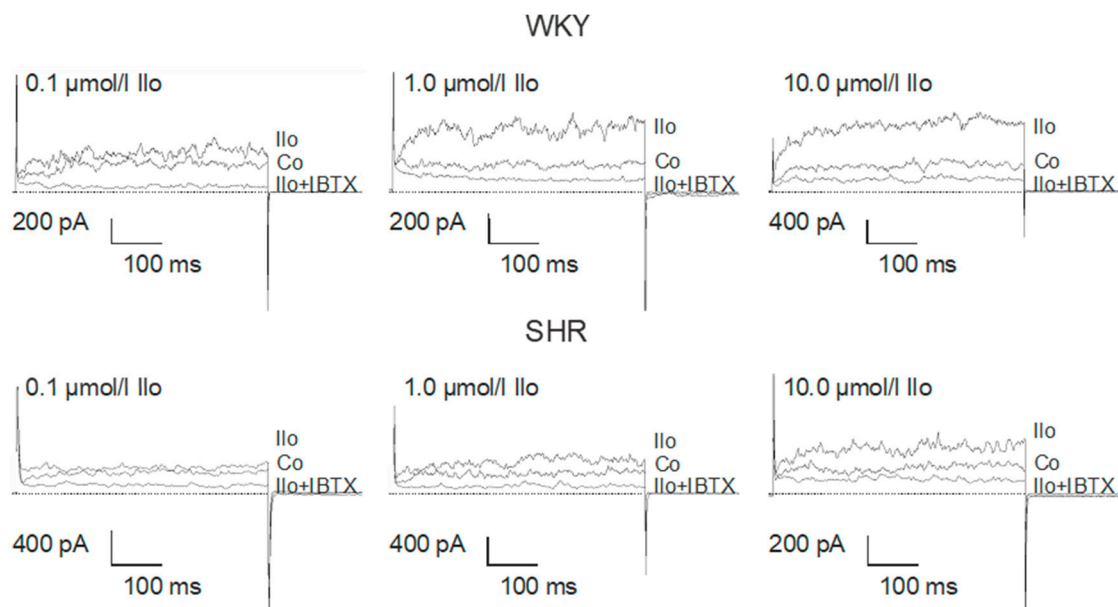 WKY
0.1 µmol/l Ilo
1.0 µmol/l Ilo
10.0 µmol/l Ilo
Ilo
Co
Ilo+IBTX
Ilo
Co
Ilo+IBTX
Ilo
Co
Ilo+IBTX
200 pA
100 ms
200 pA
100 ms
400 pA
100 ms
SHR
0.1 µmol/l Ilo
1.0 µmol/l Ilo
10.0 µmol/l Ilo
Ilo
Co
Ilo+IBTX
Ilo
Co
Ilo+IBTX
Ilo
Co
Ilo+IBTX
400 pA
100 ms
400 pA
100 ms
200 pA
100 ms